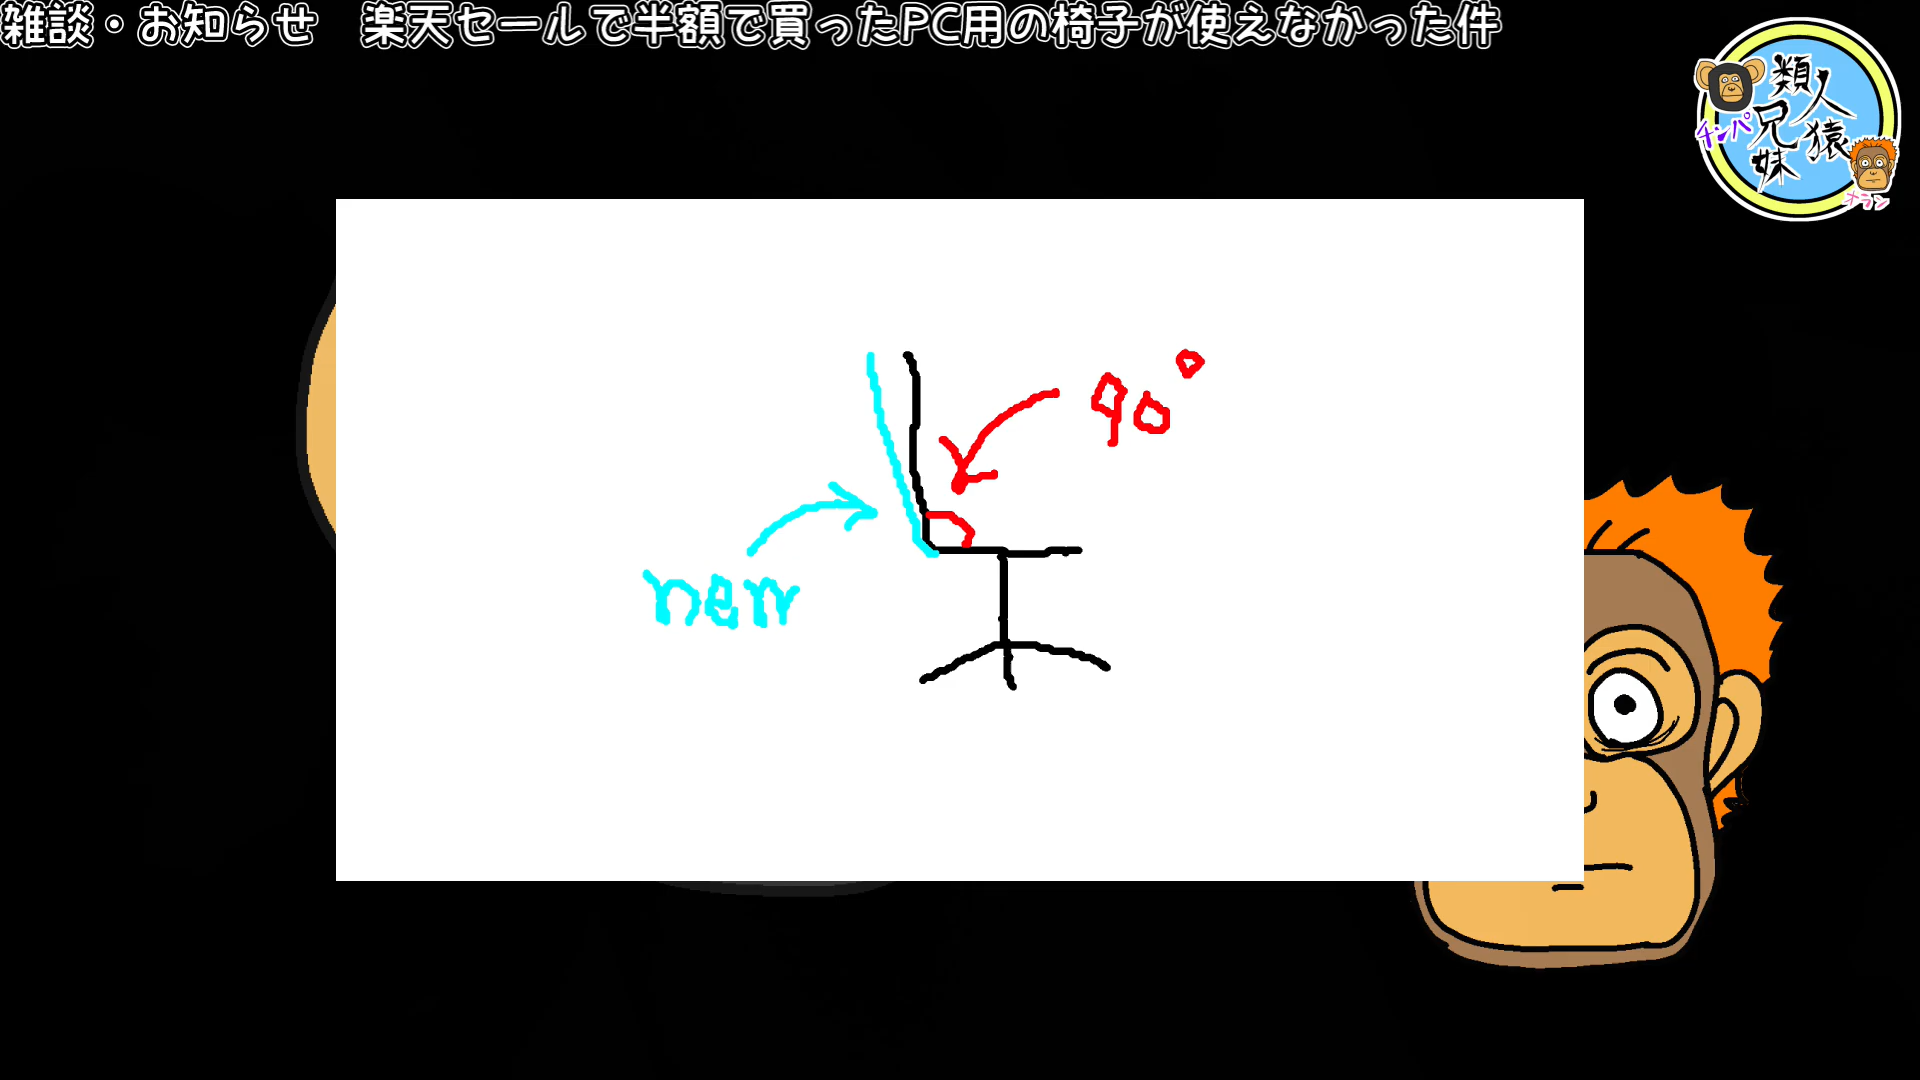 雑談・お知らせ　楽天セールで半額で買ったPC用の椅子が使えなかった件
類人猿
兄妹
チンパ
オラン
90°
new